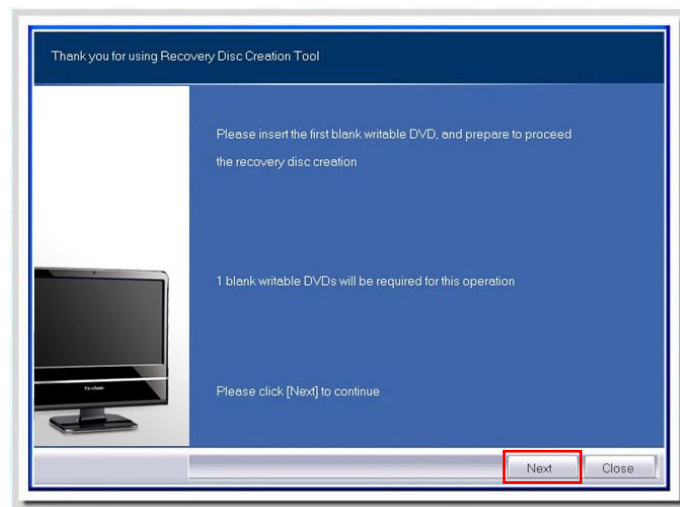 Thank you for using Recovery Disc Creation Tool
Please insert the first blank writable DVD, and prepare to proceed
the recovery disc creation
1 blank writable DVDs will be required for this operation
Please click [Next] to continue
Next
Close